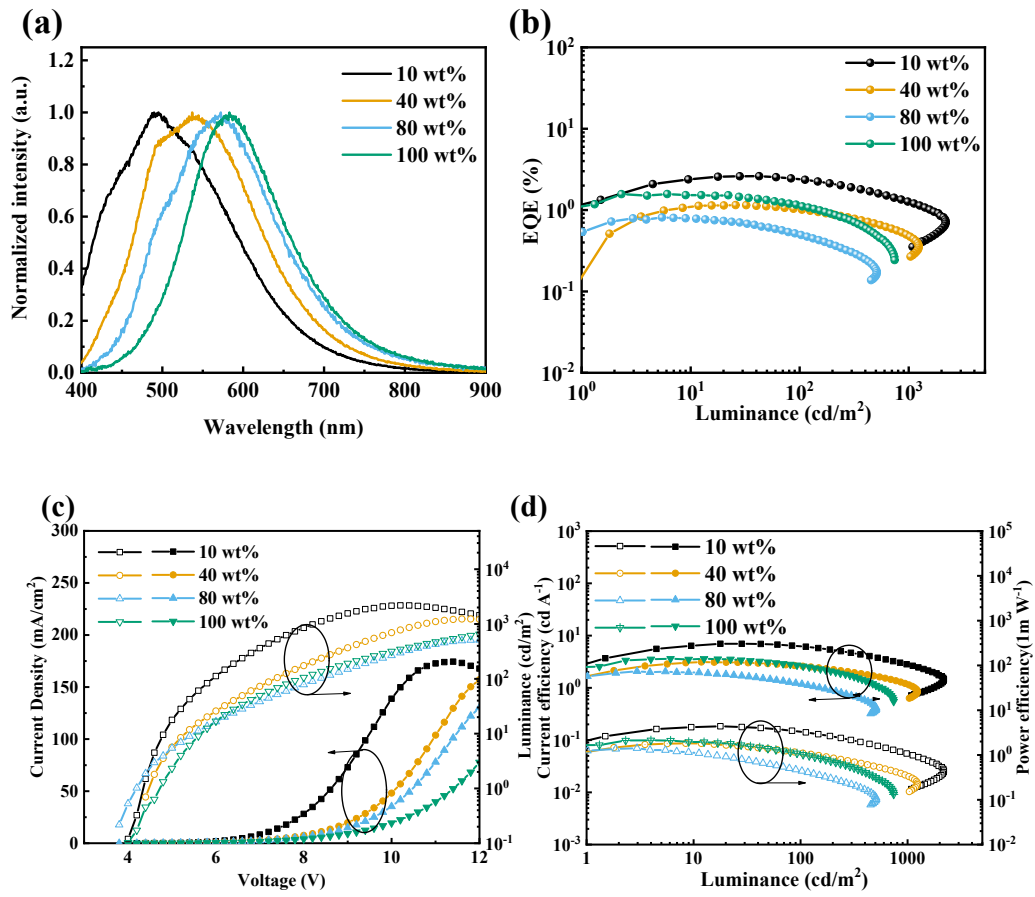 (a)
Normalized intensity (a.u.)
1.2
1.0
0.8
0.6
0.4
0.2
0.0
400 500 600 700 800 900
Wavelength (nm)
10 wt%
40 wt%
80 wt%
100 wt%
(b)
EQE (%)
10²
10¹
10⁰
10⁻¹
10⁻²
10⁰ 10¹ 10² 10³
Luminance (cd/m²)
10 wt%
40 wt%
80 wt%
100 wt%
(c)
Current Density (mA/cm²)
300
250
225
200
175
150
125
100
75
50
25
0
4 6 8 10 12
Voltage (V)
10 wt%
40 wt%
80 wt%
100 wt%
10⁴
10³
10²
10¹
10⁰
10⁻¹
Luminance (cd/m²)
(d)
Current efficiency (cd A⁻¹)
10³
10²
10¹
10⁰
10⁻¹
10⁻²
10⁻³
1 10 100 1000
Luminance (cd/m²)
10 wt%
40 wt%
80 wt%
100 wt%
10⁵
10⁴
10³
10²
10¹
10⁰
10⁻¹
10⁻²
Power efficiency(lm W⁻¹)